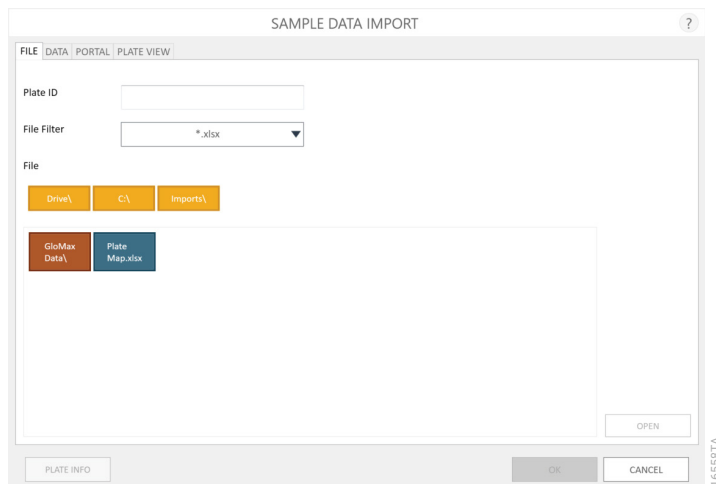 SAMPLE DATA IMPORT
?
FILE DATA PORTAL PLATE VIEW
Plate ID
File Filter
*.xlsx
File
Drive\ C:\ Imports\
GloMax
Data\
Plate
Map.xlsx
OPEN
PLATE INFO
OK
CANCEL
16558TA